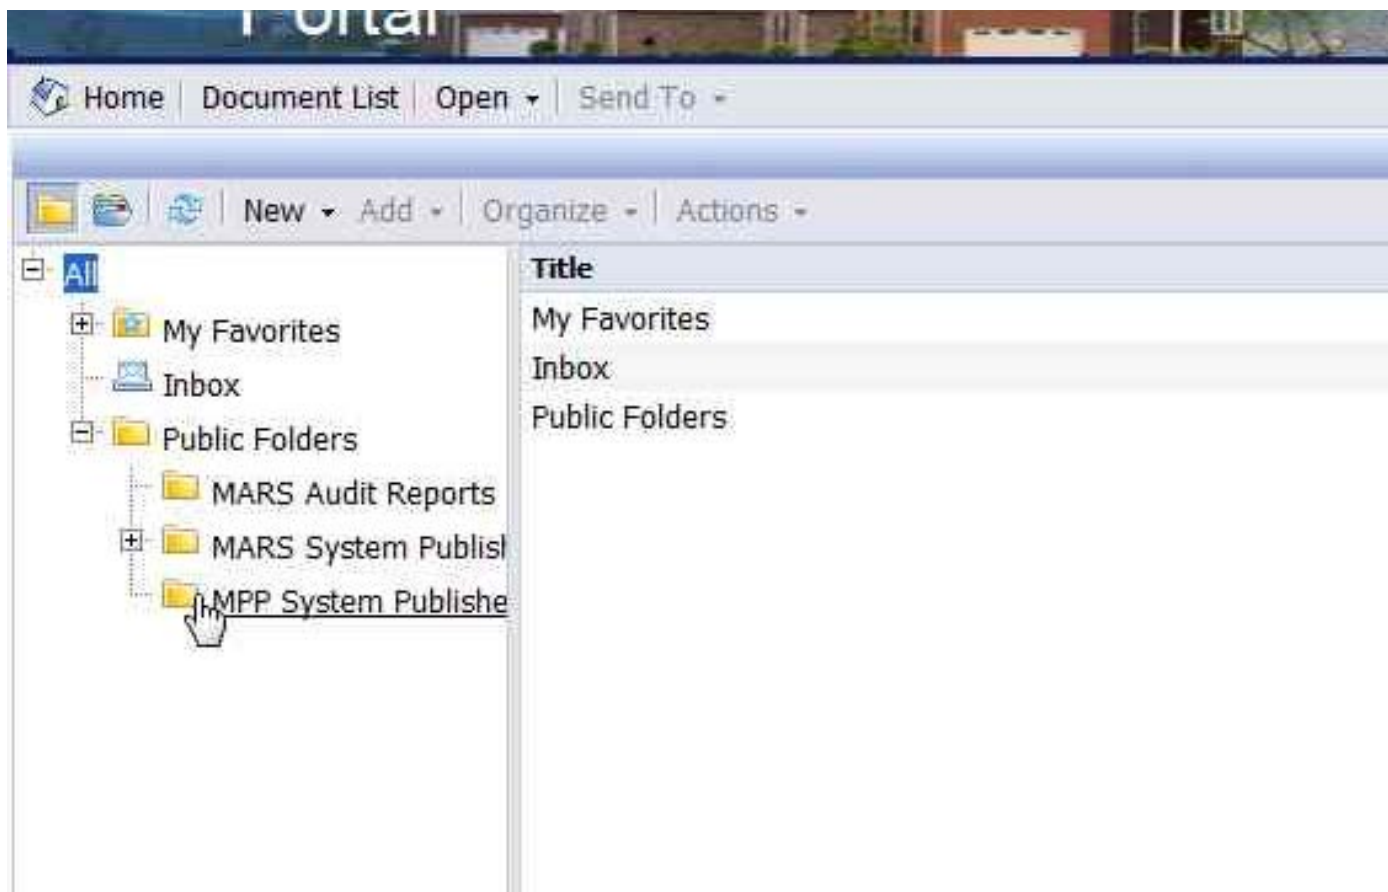 Portal
Home Document List Open Send To
New Add Organize Actions
All
My Favorites
Inbox
Public Folders
MARS Audit Reports
MARS System Publish
MPP System Publishe
Title
My Favorites
Inbox
Public Folders